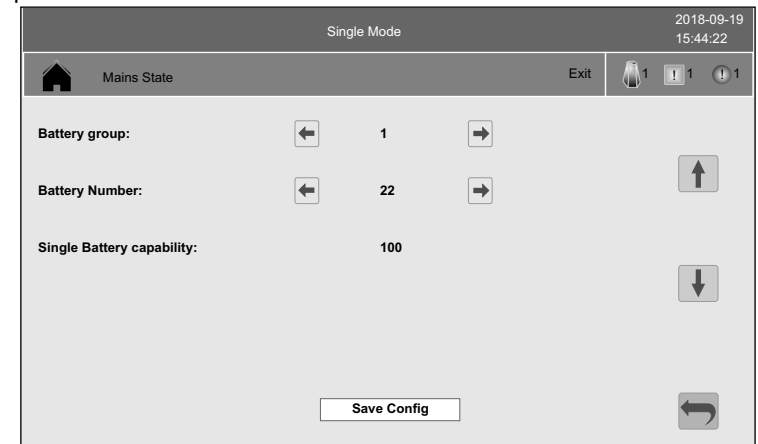 Single Mode
2018-09-19
15:44:22
Mains State
Exit
1
! 1
! 1
Battery group:
1
Battery Number:
22
Single Battery capability:
100
Save Config